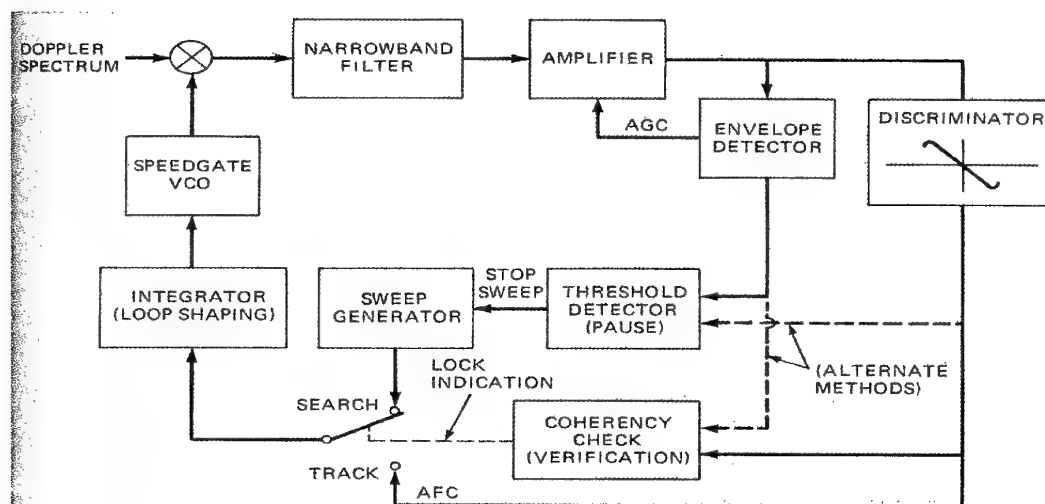 DOPPLER
SPECTRUM
NARROWBAND
FILTER
AMPLIFIER
AGC
ENVELOPE
DETECTOR
DISCRIMINATOR
SPEEDGATE
VCO
INTEGRATOR
(LOOP SHAPING)
SWEEP
GENERATOR
STOP
SWEEP
THRESHOLD
DETECTOR
(PAUSE)
(ALTERNATE
METHODS)
LOCK
INDICATION
SEARCH
COHERENCY
CHECK
(VERIFICATION)
TRACK
AFC